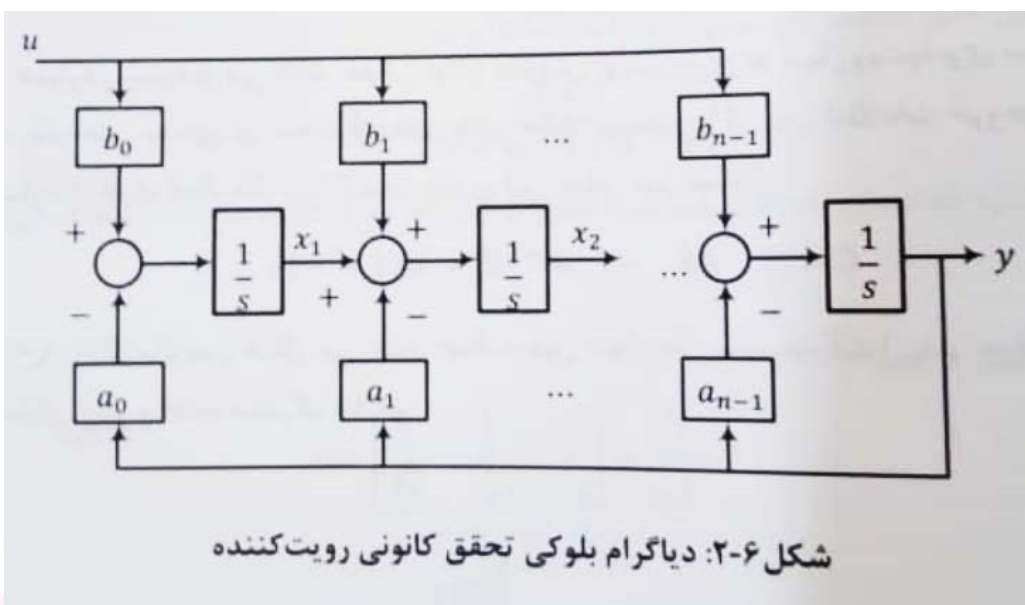 u
b₀ b₁ ... bₙ₋₁
+ + +
1/s x₁ 1/s x₂ ... 1/s y
− + − −
a₀ a₁ ... aₙ₋₁
شکل ۶-۲: دیاگرام بلوکی تحقق کانونی رویت‌کننده